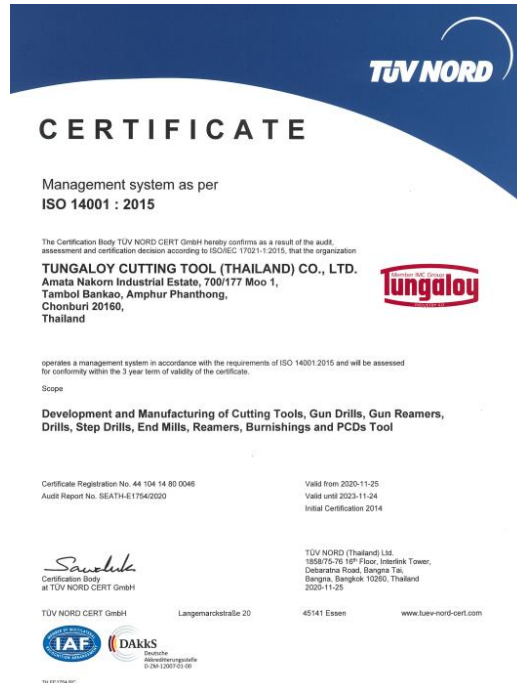 TÜV NORD
CERTIFICATE
Management system as per
ISO 14001 : 2015
The Certification Body TÜV NORD CERT GmbH hereby confirms as a result of the audit,
assessment and certification decision according to ISO/IEC 17021-1:2015, that the organization
TUNGALOY CUTTING TOOL (THAILAND) CO., LTD.
Amata Nakorn Industrial Estate, 700/177 Moo 1,
Tambol Bankao, Amphur Phanthong,
Chonburi 20160,
Thailand
Member IMC Group
Tungaloy
operates a management system in accordance with the requirements of ISO 14001:2015 and will be assessed
for conformity within the 3 year term of validity of the certificate.
Scope
Development and Manufacturing of Cutting Tools, Gun Drills, Gun Reamers,
Drills, Step Drills, End Mills, Reamers, Burnishings and PCDs Tool
Certificate Registration No. 44 104 14 80 0046
Audit Report No. SEATH-E1754/2020
Valid from 2020-11-25
Valid until 2023-11-24
Initial Certification 2014
Certification Body
at TÜV NORD CERT GmbH
TÜV NORD (Thailand) Ltd.
1858/75-76 16th Floor, Interlink Tower,
Debaratna Road, Bangna Tai,
Bangna, Bangkok 10260, Thailand
2020-11-25
TÜV NORD CERT GmbH Langemarckstraße 20 45141 Essen www.tuev-nord-cert.com
IAF
DAkkS
Deutsche
Akkreditierungsstelle
D-ZM-12007-01-00